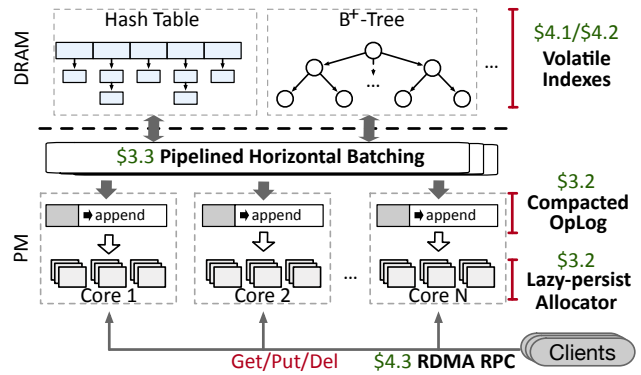 Hash Table
B+-Tree
DRAM
...
...
$4.1/$4.2
Volatile
Indexes
$3.3 Pipelined Horizontal Batching
PM
append
append
append
$3.2
Compacted
OpLog
...
Core 1
Core 2
Core N
$3.2
Lazy-persist
Allocator
Get/Put/Del
$4.3 RDMA RPC
Clients